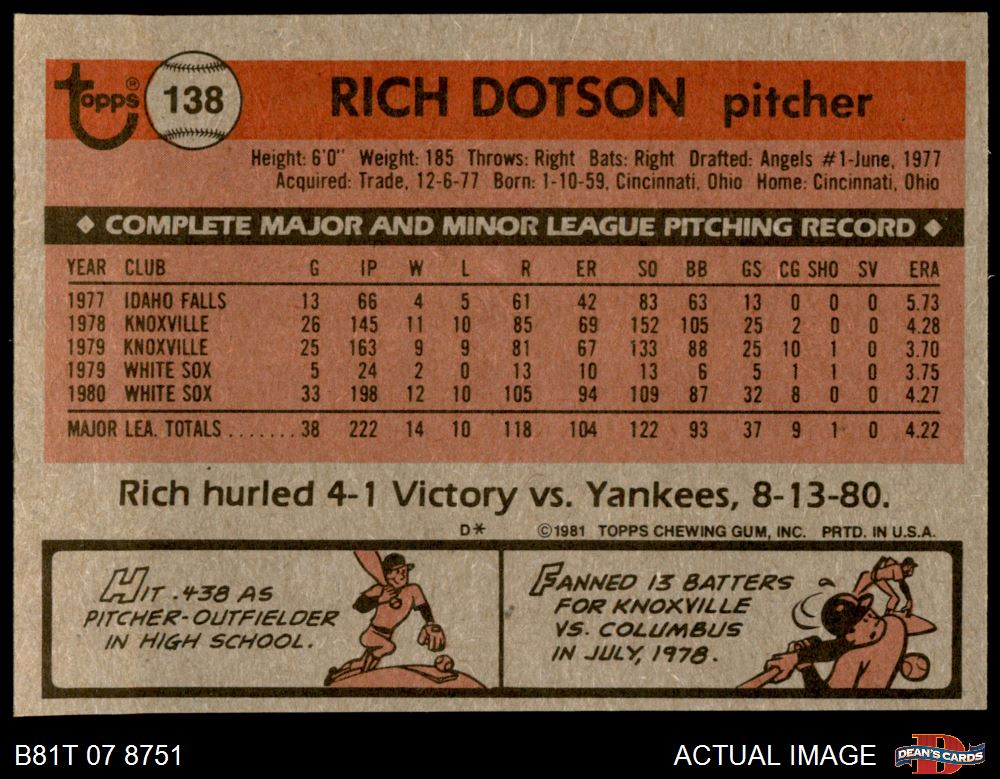 Topps® 138 RICH DOTSON pitcher
Height: 6'0" Weight: 185 Throws: Right Bats: Right Drafted: Angels #1-June, 1977
Acquired: Trade, 12-6-77 Born: 1-10-59, Cincinnati, Ohio Home: Cincinnati, Ohio
◆ COMPLETE MAJOR AND MINOR LEAGUE PITCHING RECORD ◆
YEAR CLUB G IP W L R ER SO BB GS CG SHO SV ERA
1977 IDAHO FALLS 13 66 4 5 61 42 83 63 13 0 0 0 5.73
1978 KNOXVILLE 26 145 11 10 85 69 152 105 25 2 0 0 4.28
1979 KNOXVILLE 25 163 9 9 81 67 133 88 25 10 1 0 3.70
1979 WHITE SOX 5 24 2 0 13 10 13 6 5 1 1 0 3.75
1980 WHITE SOX 33 198 12 10 105 94 109 87 32 8 0 0 4.27
MAJOR LEA. TOTALS ....... 38 222 14 10 118 104 122 93 37 9 1 0 4.22
Rich hurled 4-1 Victory vs. Yankees, 8-13-80.
D* ©1981 TOPPS CHEWING GUM, INC. PRTD. IN U.S.A.
HIT .438 AS
PITCHER-OUTFIELDER
IN HIGH SCHOOL.
FANNED 13 BATTERS
FOR KNOXVILLE
VS. COLUMBUS
IN JULY, 1978.
B81T 07 8751 ACTUAL IMAGE DEAN'S CARDS